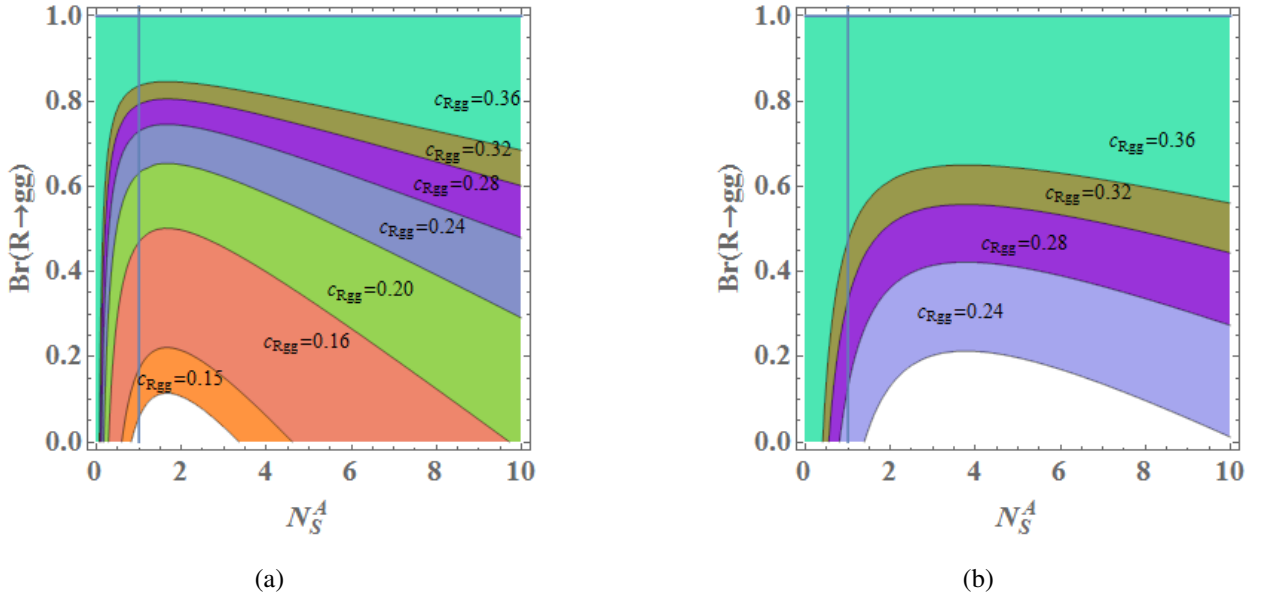 1.0
0.8
0.6
0.4
0.2
0.0
Br(R→gg)
c_Rgg=0.36
c_Rgg=0.32
c_Rgg=0.28
c_Rgg=0.24
c_Rgg=0.20
c_Rgg=0.16
c_Rgg=0.15
0 2 4 6 8 10
N_S^A
(a)
1.0
0.8
0.6
0.4
0.2
0.0
Br(R→gg)
c_Rgg=0.36
c_Rgg=0.32
c_Rgg=0.28
c_Rgg=0.24
0 2 4 6 8 10
N_S^A
(b)